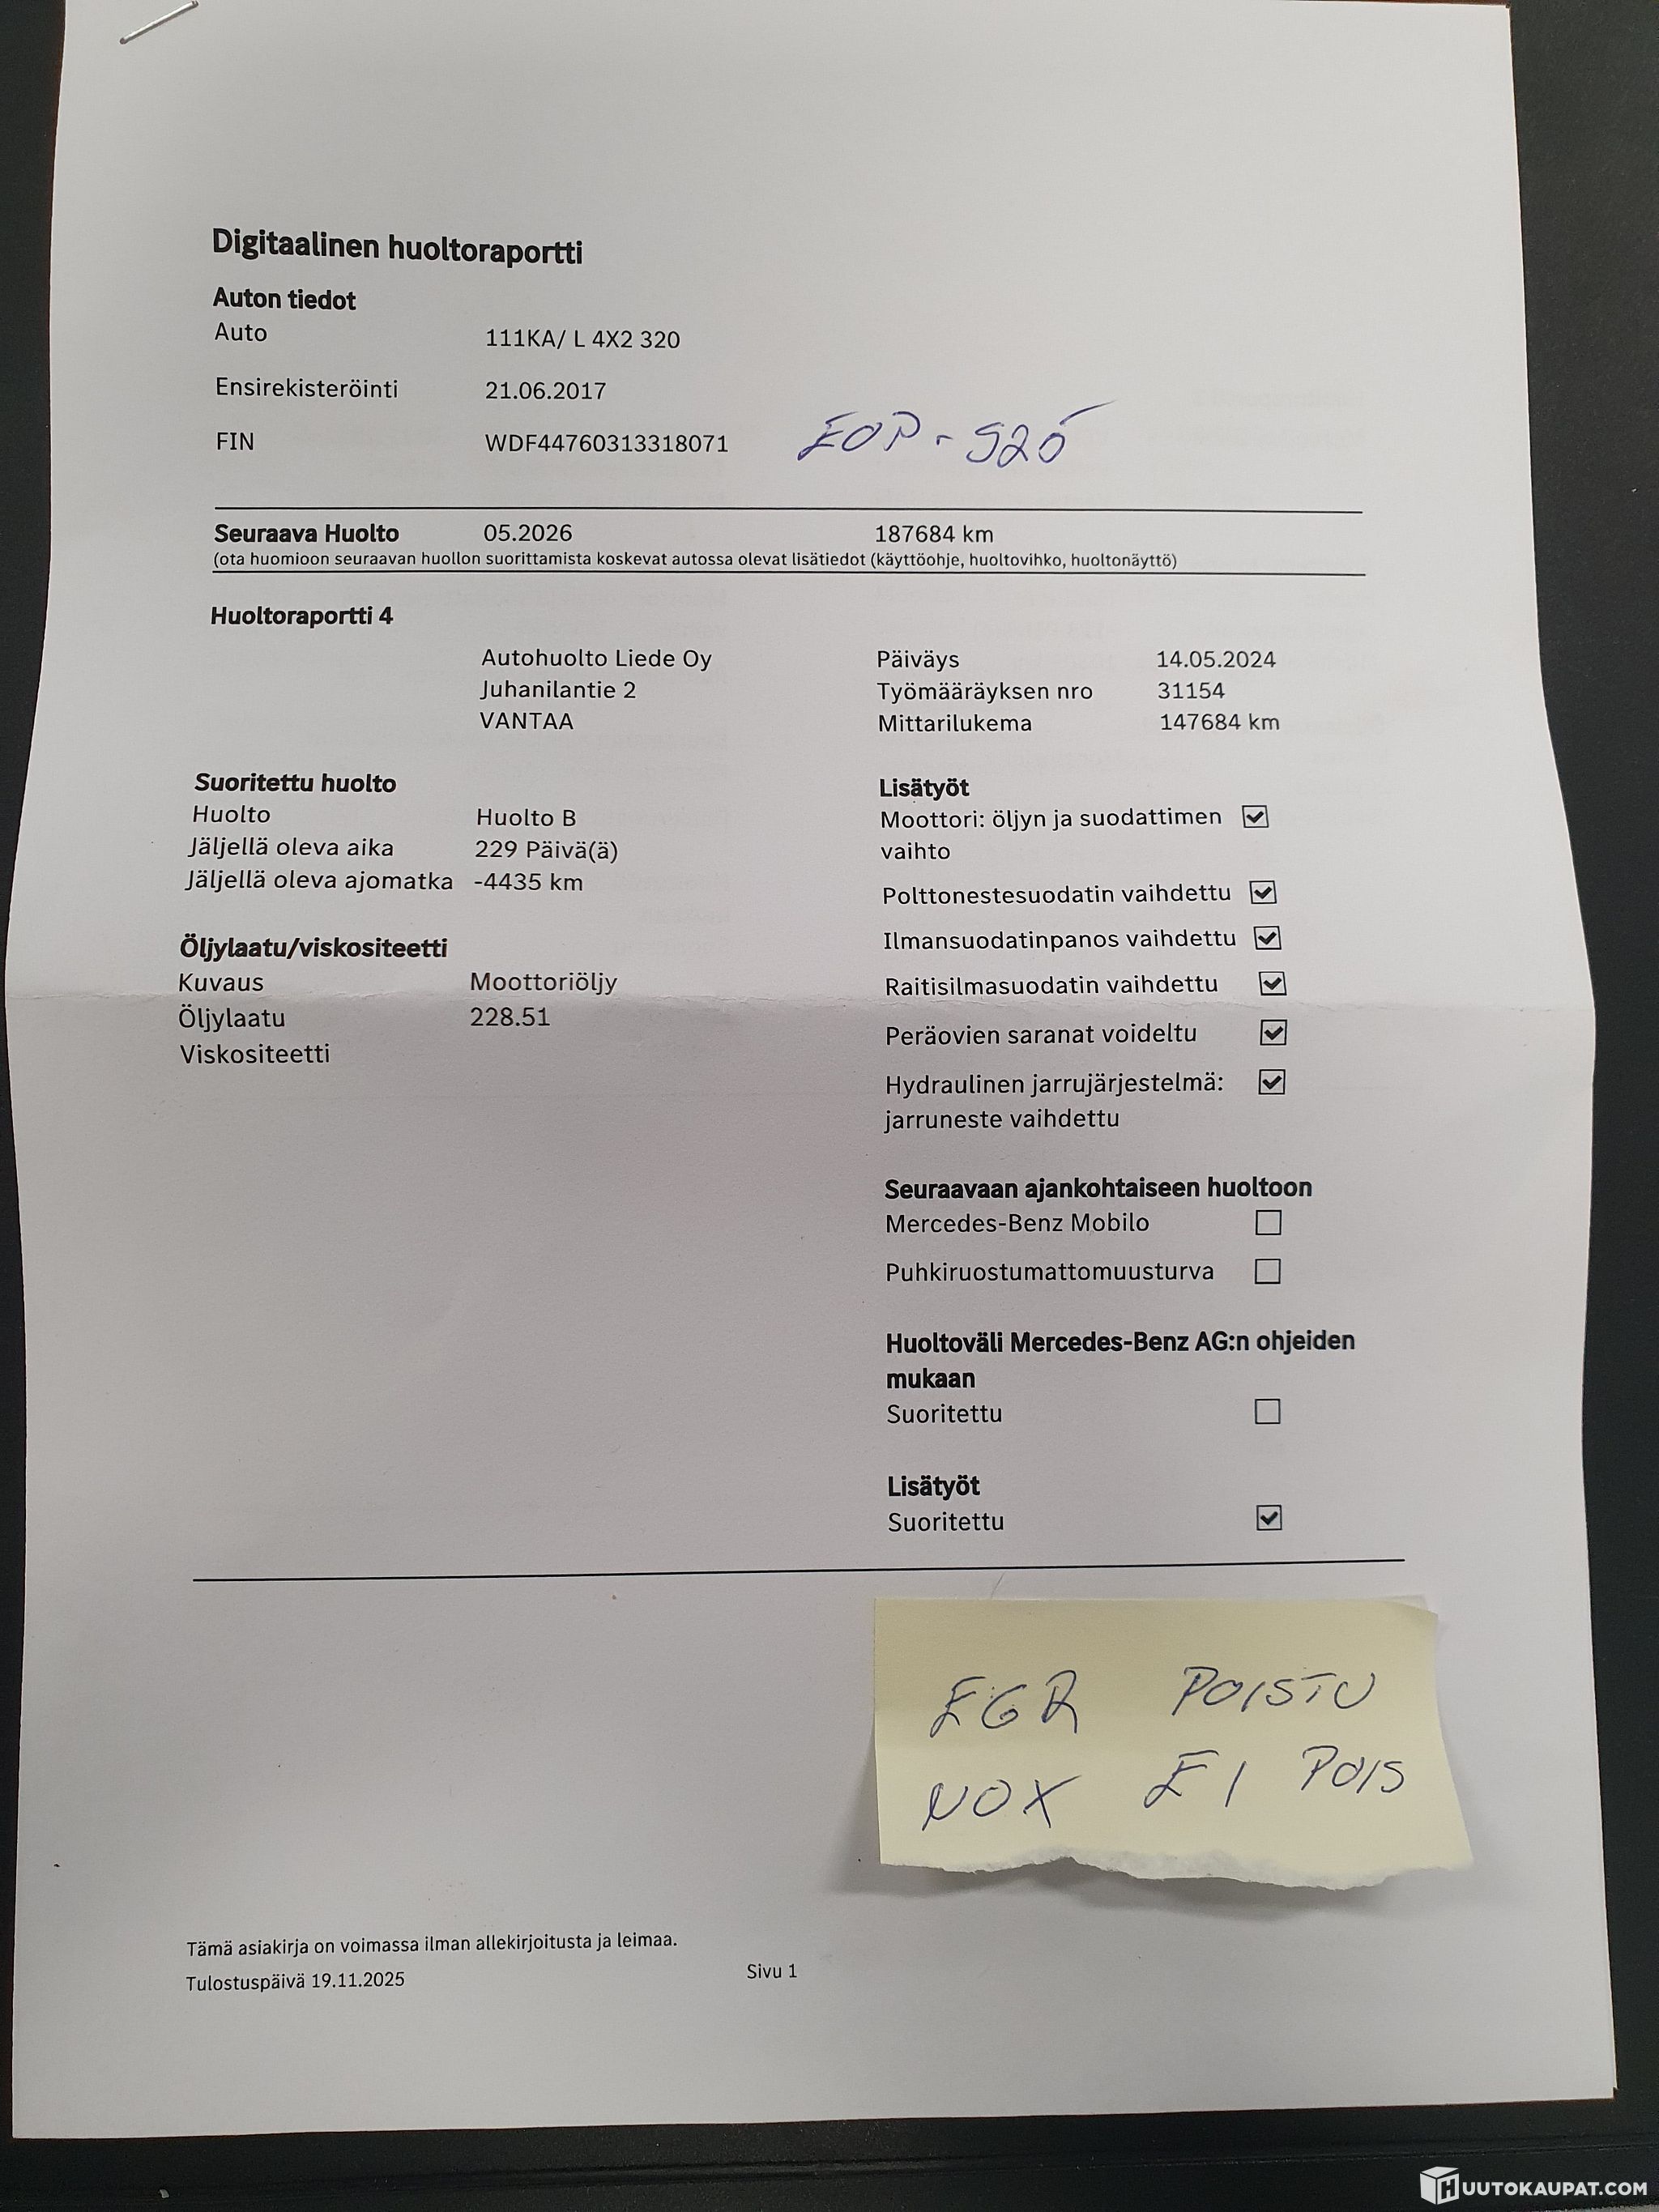 Digitaalinen huoltoraportti
Auton tiedot
Auto 111KA/ L 4X2 320
Ensirekisteröinti 21.06.2017
FIN WDF44760313318071 EOP-525
Seuraava Huolto 05.2026 187684 km
(ota huomioon seuraavan huollon suorittamista koskevat autossa olevat lisätiedot (käyttöohje, huoltovihko, huoltonäyttö)
Huoltoraportti 4
Autohuolto Liede Oy
Juhanilantie 2
VANTAA
Päiväys 14.05.2024
Työmääräyksen nro 31154
Mittarilukema 147684 km
Suoritettu huolto
Huolto Huolto B
Jäljellä oleva aika 229 Päivä(ä)
Jäljellä oleva ajomatka -4435 km
Öljylaatu/viskositeetti
Kuvaus Moottoriöljy
Öljylaatu 228.51
Viskositeetti
Lisätyöt
Moottori: öljyn ja suodattimen
vaihto
Polttonestesuodatin vaihdettu
Ilmansuodatinpanos vaihdettu
Raitisilmasuodatin vaihdettu
Peräovien saranat voideltu
Hydraulinen jarrujärjestelmä:
jarruneste vaihdettu
Seuraavaan ajankohtaiseen huoltoon
Mercedes-Benz Mobilo
Puhkiruostumattomuusturva
Huoltoväli Mercedes-Benz AG:n ohjeiden
mukaan
Suoritettu
Lisätyöt
Suoritettu
EGR POISTU
NOX EI POIS
Tämä asiakirja on voimassa ilman allekirjoitusta ja leimaa.
Tulostuspäivä 19.11.2025
Sivu 1
HUUTOKAUPAT.COM